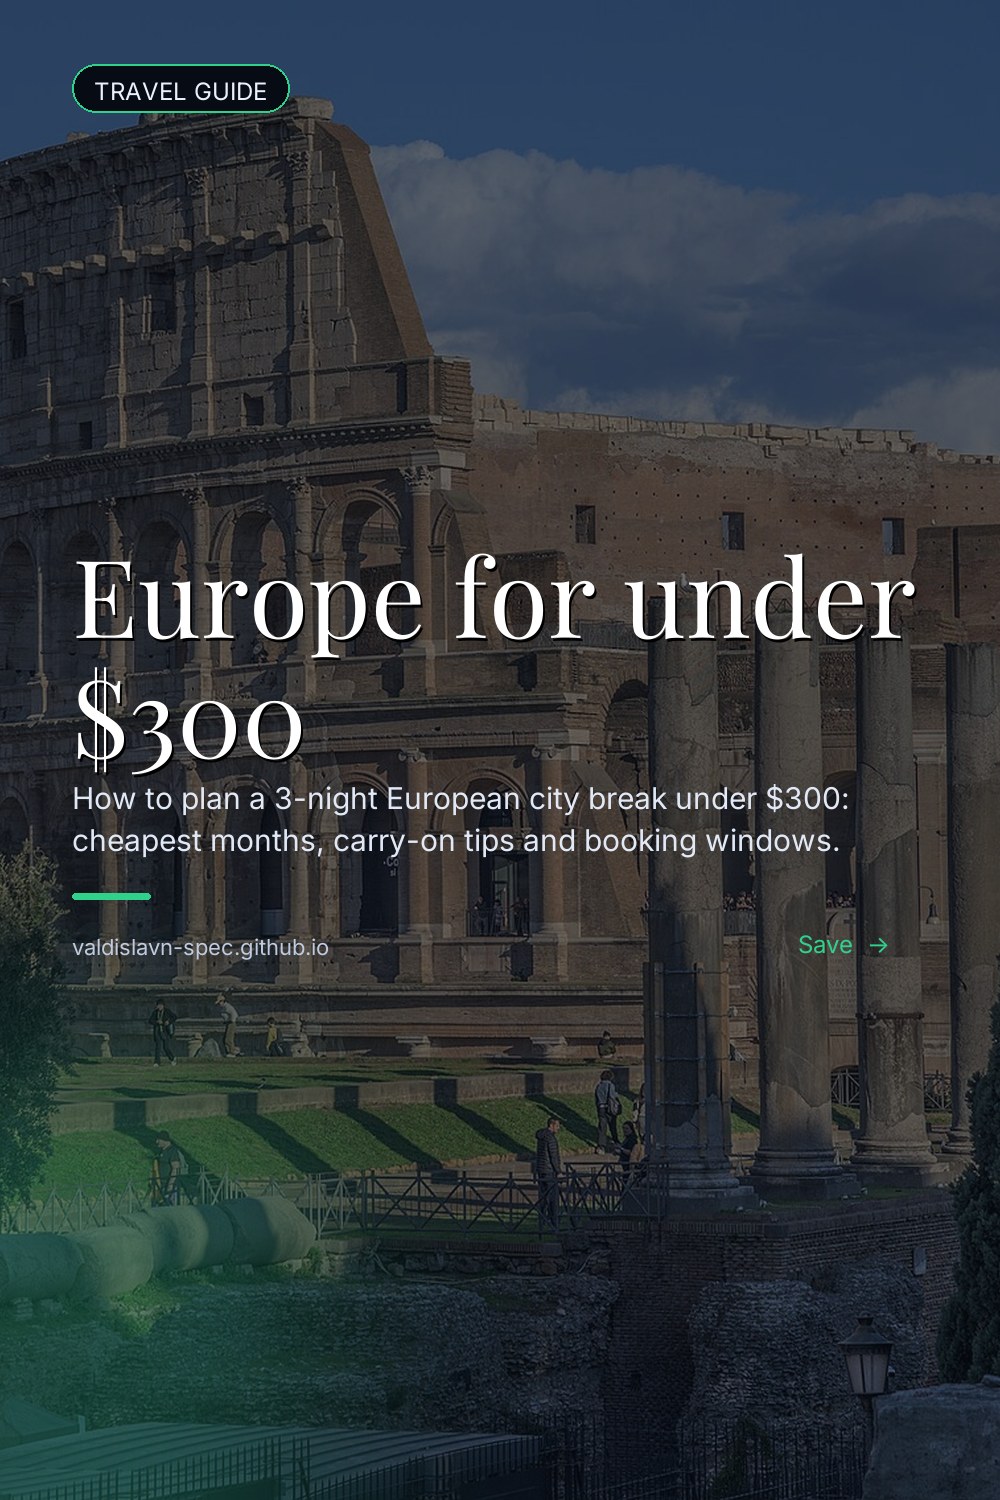 TRAVEL GUIDE
Europe for under
$300
How to plan a 3-night European city break under $300:
cheapest months, carry-on tips and booking windows.
valdislavn-spec.github.io
Save →